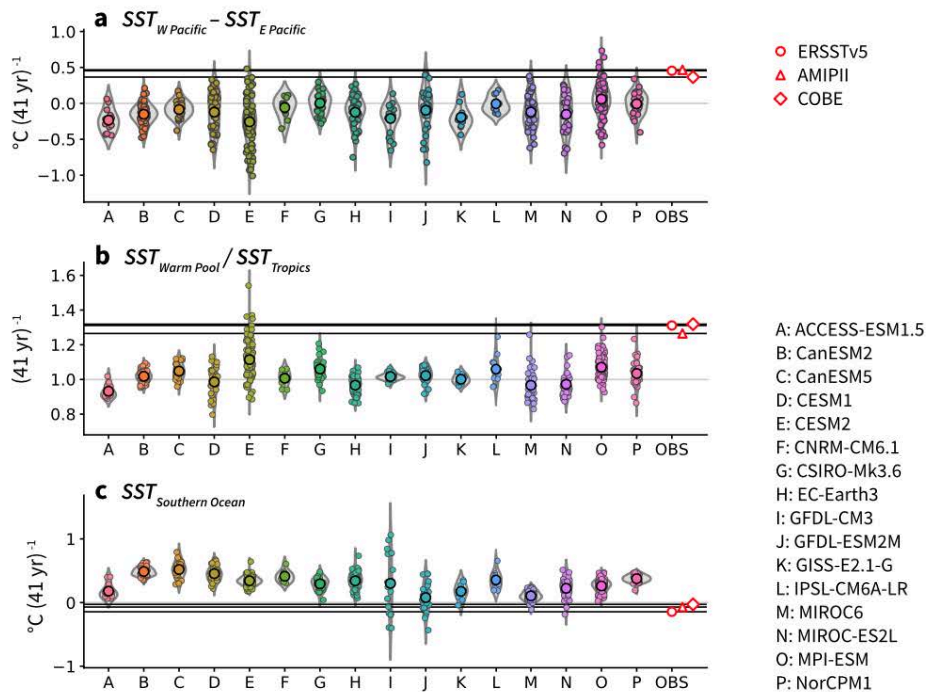 a SST W Pacific – SST E Pacific
°C (41 yr)⁻¹
1.0
0.5
0.0
−0.5
−1.0
A B C D E F G H I J K L M N O P OBS
ERSSTv5
AMIPII
COBE
b SST Warm Pool / SST Tropics
(41 yr)⁻¹
1.6
1.4
1.2
1.0
0.8
A B C D E F G H I J K L M N O P OBS
c SST Southern Ocean
°C (41 yr)⁻¹
1
0
−1
A B C D E F G H I J K L M N O P OBS
A: ACCESS-ESM1.5
B: CanESM2
C: CanESM5
D: CESM1
E: CESM2
F: CNRM-CM6.1
G: CSIRO-Mk3.6
H: EC-Earth3
I: GFDL-CM3
J: GFDL-ESM2M
K: GISS-E2.1-G
L: IPSL-CM6A-LR
M: MIROC6
N: MIROC-ES2L
O: MPI-ESM
P: NorCPM1